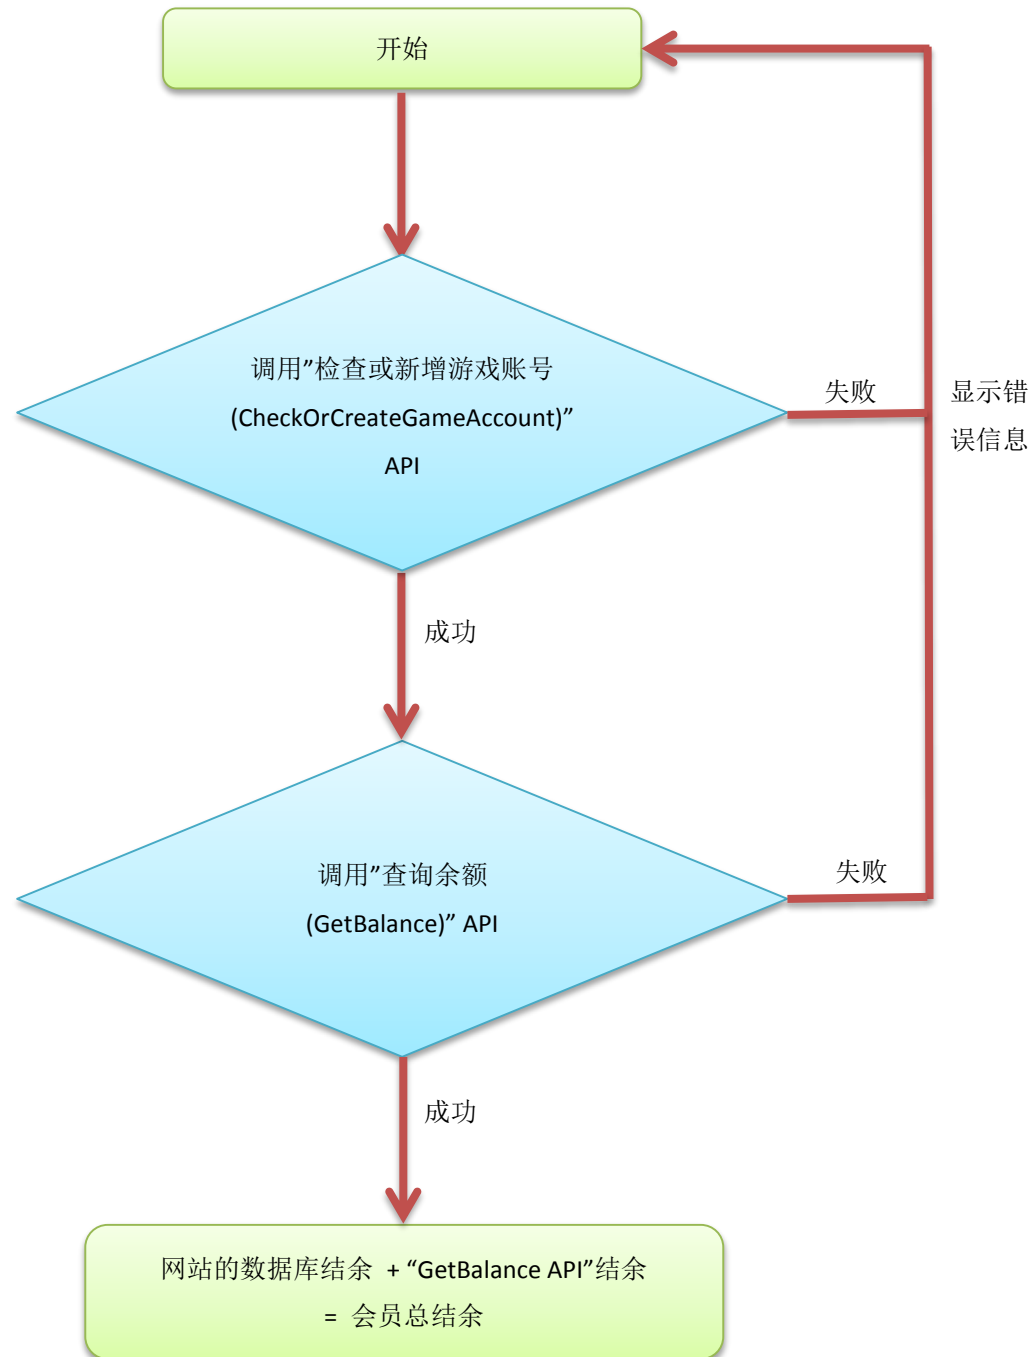 开始
调用”检查或新增游戏账号
(CheckOrCreateGameAccount)”
API
失败
显示错
误信息
成功
调用”查询余额
(GetBalance)” API
失败
成功
网站的数据库结余 + “GetBalance API”结余
= 会员总结余